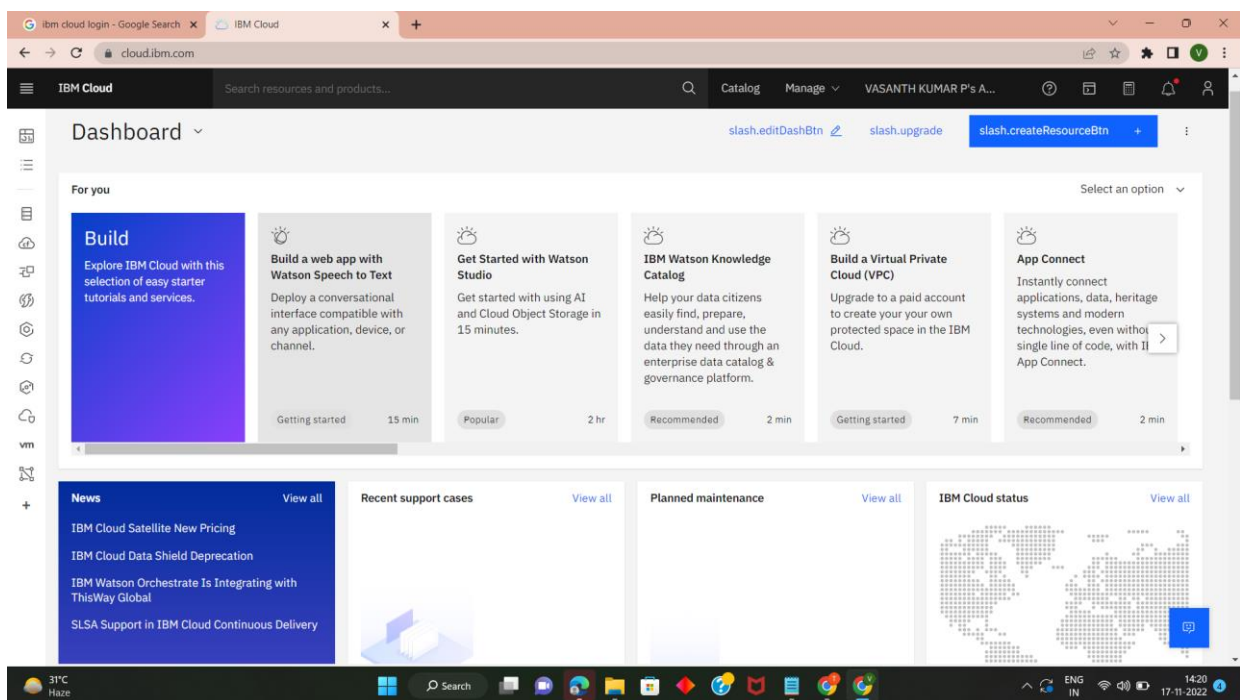 ibm cloud login - Google Search
IBM Cloud
cloud.ibm.com
V
IBM Cloud
Search resources and products...
Catalog
Manage
VASANTH KUMAR P's A...
Dashboard
slash.editDashBtn
slash.upgrade
slash.createResourceBtn +
For you
Select an option
Build
Explore IBM Cloud with this
selection of easy starter
tutorials and services.
Build a web app with
Watson Speech to Text
Deploy a conversational
interface compatible with
any application, device, or
channel.
Getting started 15 min
Get Started with Watson
Studio
Get started with using AI
and Cloud Object Storage in
15 minutes.
Popular 2 hr
IBM Watson Knowledge
Catalog
Help your data citizens
easily find, prepare,
understand and use the
data they need through an
enterprise data catalog &
governance platform.
Recommended 2 min
Build a Virtual Private
Cloud (VPC)
Upgrade to a paid account
to create your your own
protected space in the IBM
Cloud.
Getting started 7 min
App Connect
Instantly connect
applications, data, heritage
systems and modern
technologies, even
single line of code, with
App Connect.
Recommended 2 min
vm
News View all
IBM Cloud Satellite New Pricing
IBM Cloud Data Shield Deprecation
IBM Watson Orchestrate Is Integrating with
ThisWay Global
SLSA Support in IBM Cloud Continuous Delivery
Recent support cases View all
Planned maintenance View all
IBM Cloud status View all
31°C
Haze
Search
ENG
IN
14:20
17-11-2022
4